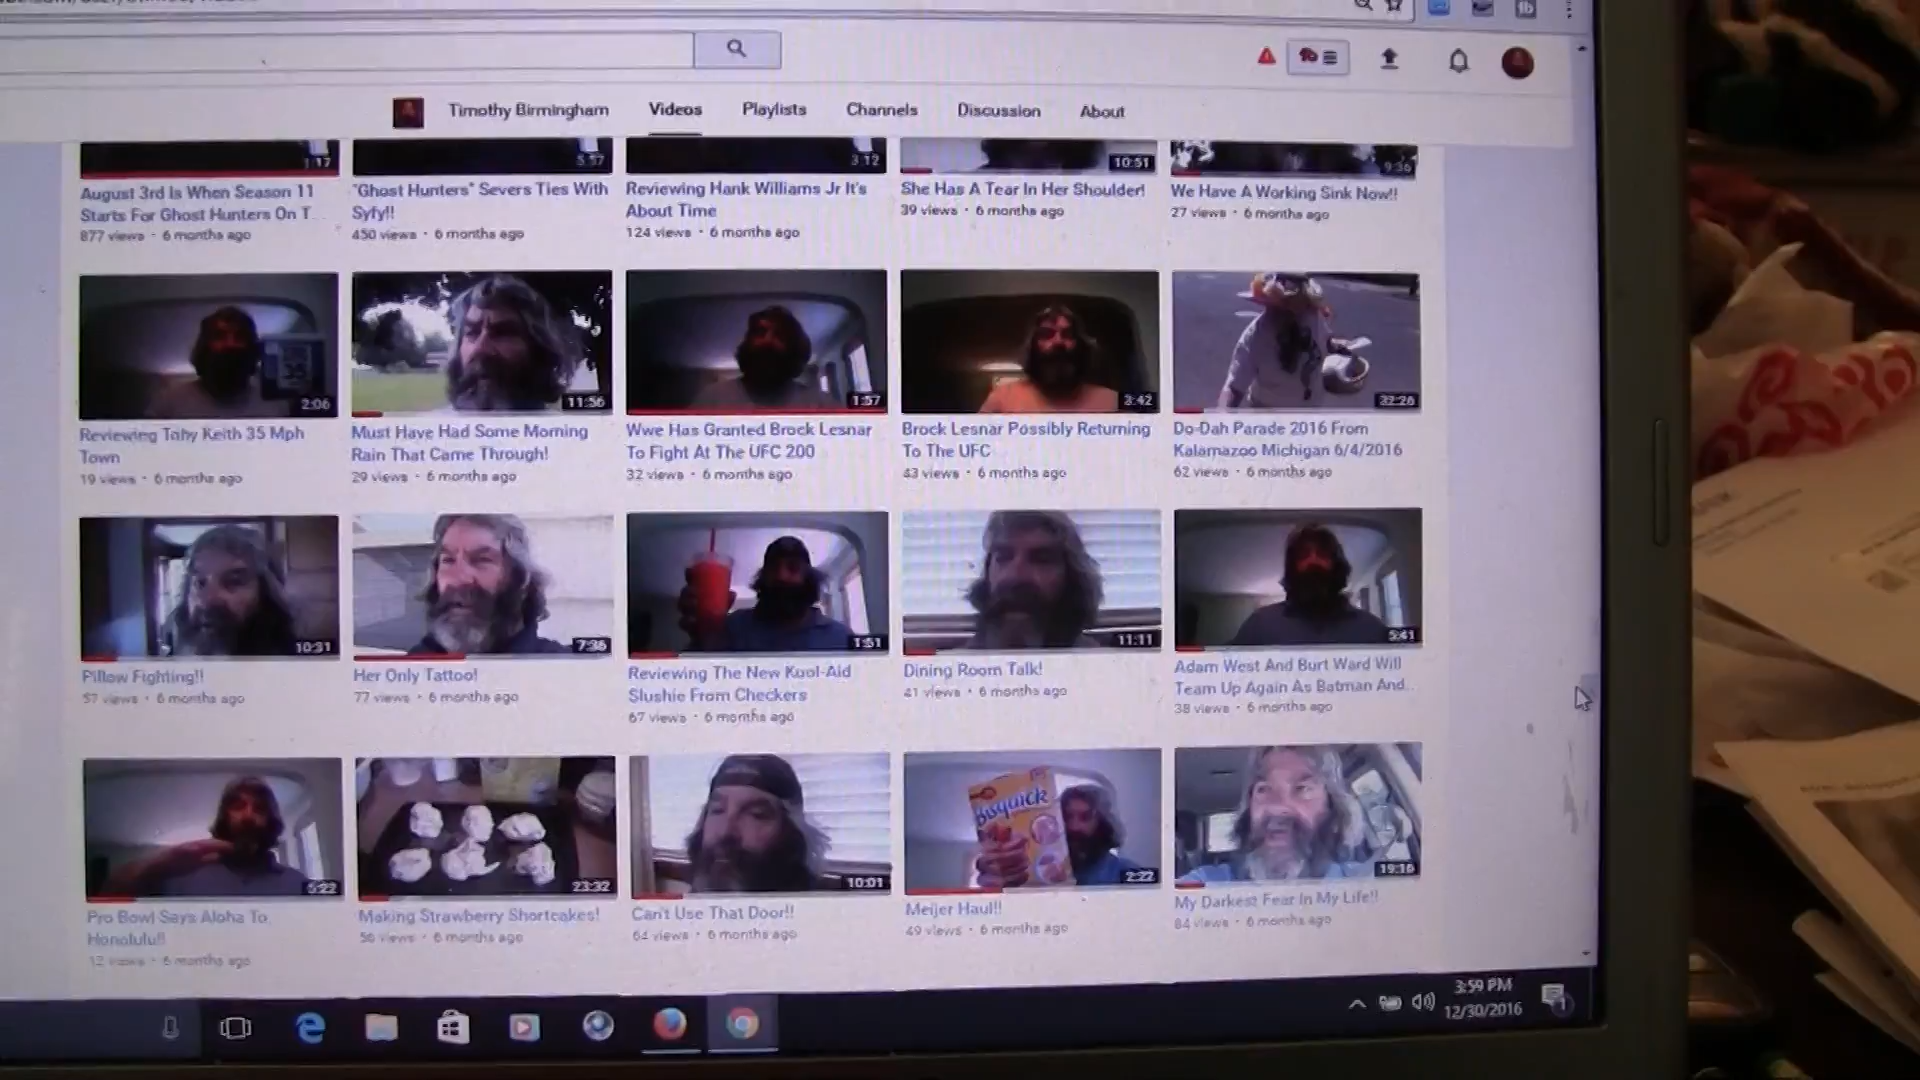 Timothy Birmingham Videos Playlists Channels Discussion About
1:17 5:57 3:12 10:51 9:36
August 3rd Is When Season 11
Starts For Ghost Hunters On T...
877 views · 6 months ago
"Ghost Hunters" Severs Ties With
Syfy!!
450 views · 6 months ago
Reviewing Hank Williams Jr It's
About Time
124 views · 6 months ago
She Has A Tear In Her Shoulder!
39 views · 6 months ago
We Have A Working Sink Now!!
27 views · 6 months ago
35
2:06 11:56 1:57 3:42 22:26
Reviewing Toby Keith 35 Mph
Town
19 views · 6 months ago
Must Have Had Some Morning
Rain That Came Through!
29 views · 6 months ago
Wwe Has Granted Brock Lesnar
To Fight At The UFC 200
32 views · 6 months ago
Brock Lesnar Possibly Returning
To The UFC
43 views · 6 months ago
Do-Dah Parade 2016 From
Kalamazoo Michigan 6/4/2016
62 views · 6 months ago
10:31 7:36 1:51 11:11 5:41
Pillow Fighting!!
57 views · 6 months ago
Her Only Tattoo!
77 views · 6 months ago
Reviewing The New Kool-Aid
Slushie From Checkers
67 views · 6 months ago
Dining Room Talk!
41 views · 6 months ago
Adam West And Burt Ward Will
Team Up Again As Batman And...
38 views · 6 months ago
Bisquick
5:22 23:32 10:01 2:22 19:16
Pro Bowl Says Aloha To
Honolulu!!
12 views · 6 months ago
Making Strawberry Shortcakes!
56 views · 6 months ago
Can't Use That Door!!
64 views · 6 months ago
Meijer Haul!!
49 views · 6 months ago
My Darkest Fear In My Life!!
84 views · 6 months ago
3:59 PM
12/30/2016